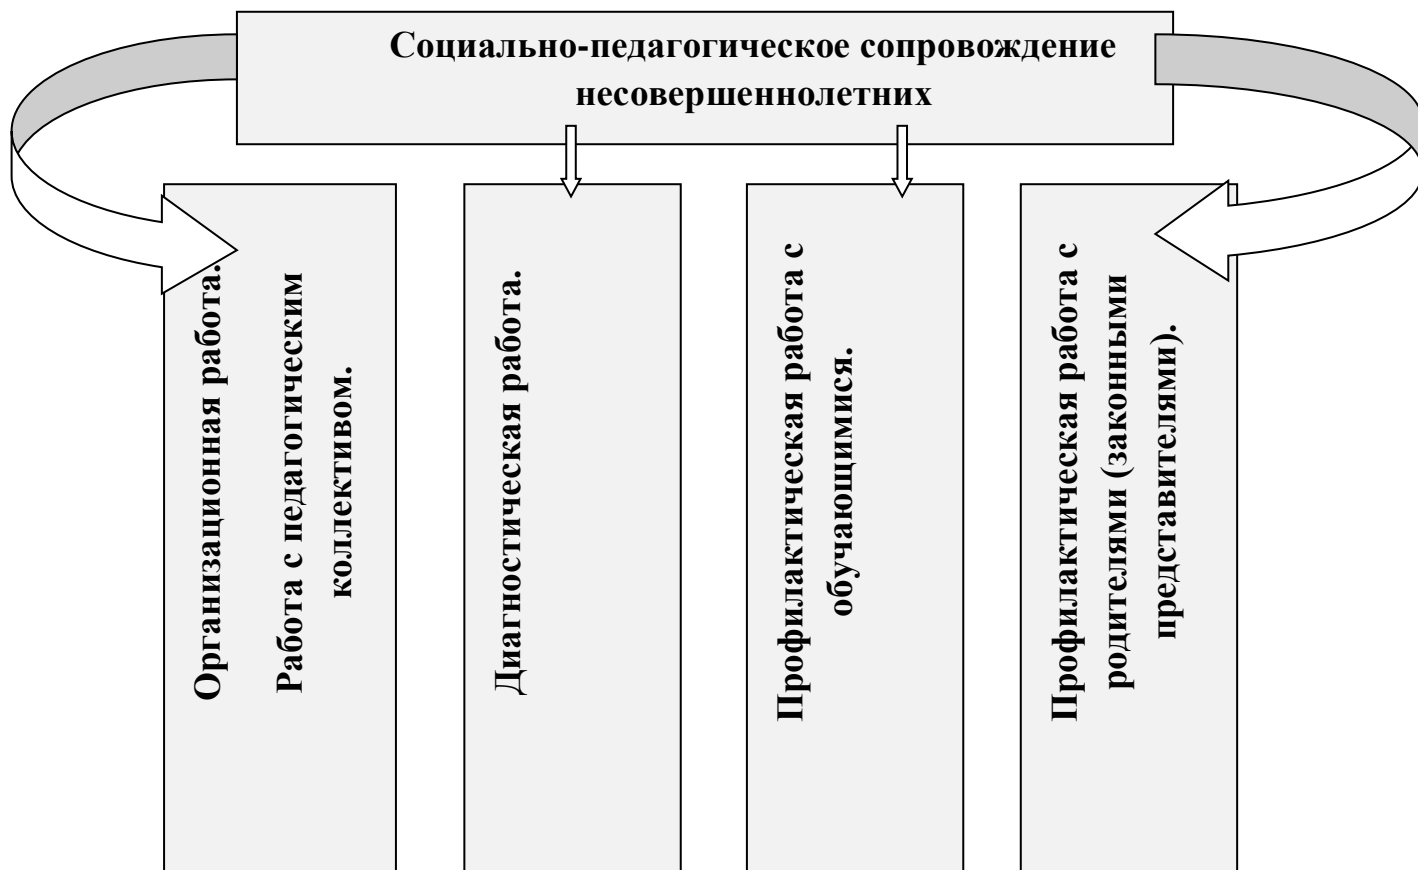 Социально-педагогическое сопровождение
несовершеннолетних
Организационная работа.
Работа с педагогическим
коллективом.
Диагностическая работа.
Профилактическая работа с
обучающимися.
Профилактическая работа с
родителями (законными
представителями).